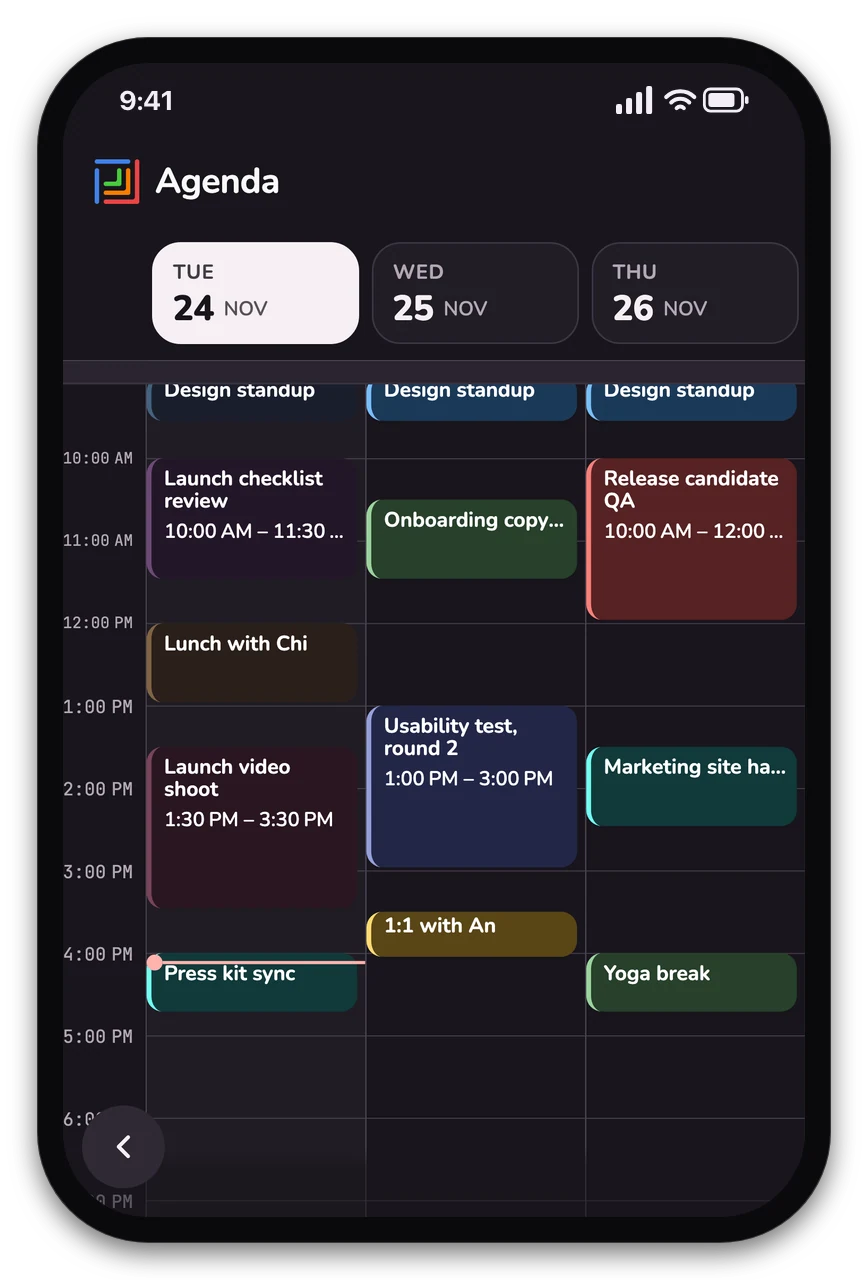 9:41
Agenda
TUE
24 NOV
WED
25 NOV
THU
26 NOV
Design standup
Design standup
Design standup
10:00 AM
Launch checklist
review
10:00 AM – 11:30 ...
Release candidate
QA
10:00 AM – 12:00 ...
Onboarding copy...
11:00 AM
12:00 PM
Lunch with Chi
1:00 PM
Usability test,
round 2
1:00 PM – 3:00 PM
Launch video
shoot
1:30 PM – 3:30 PM
Marketing site ha...
2:00 PM
3:00 PM
1:1 with An
4:00 PM
Press kit sync
Yoga break
5:00 PM
6:0
PM